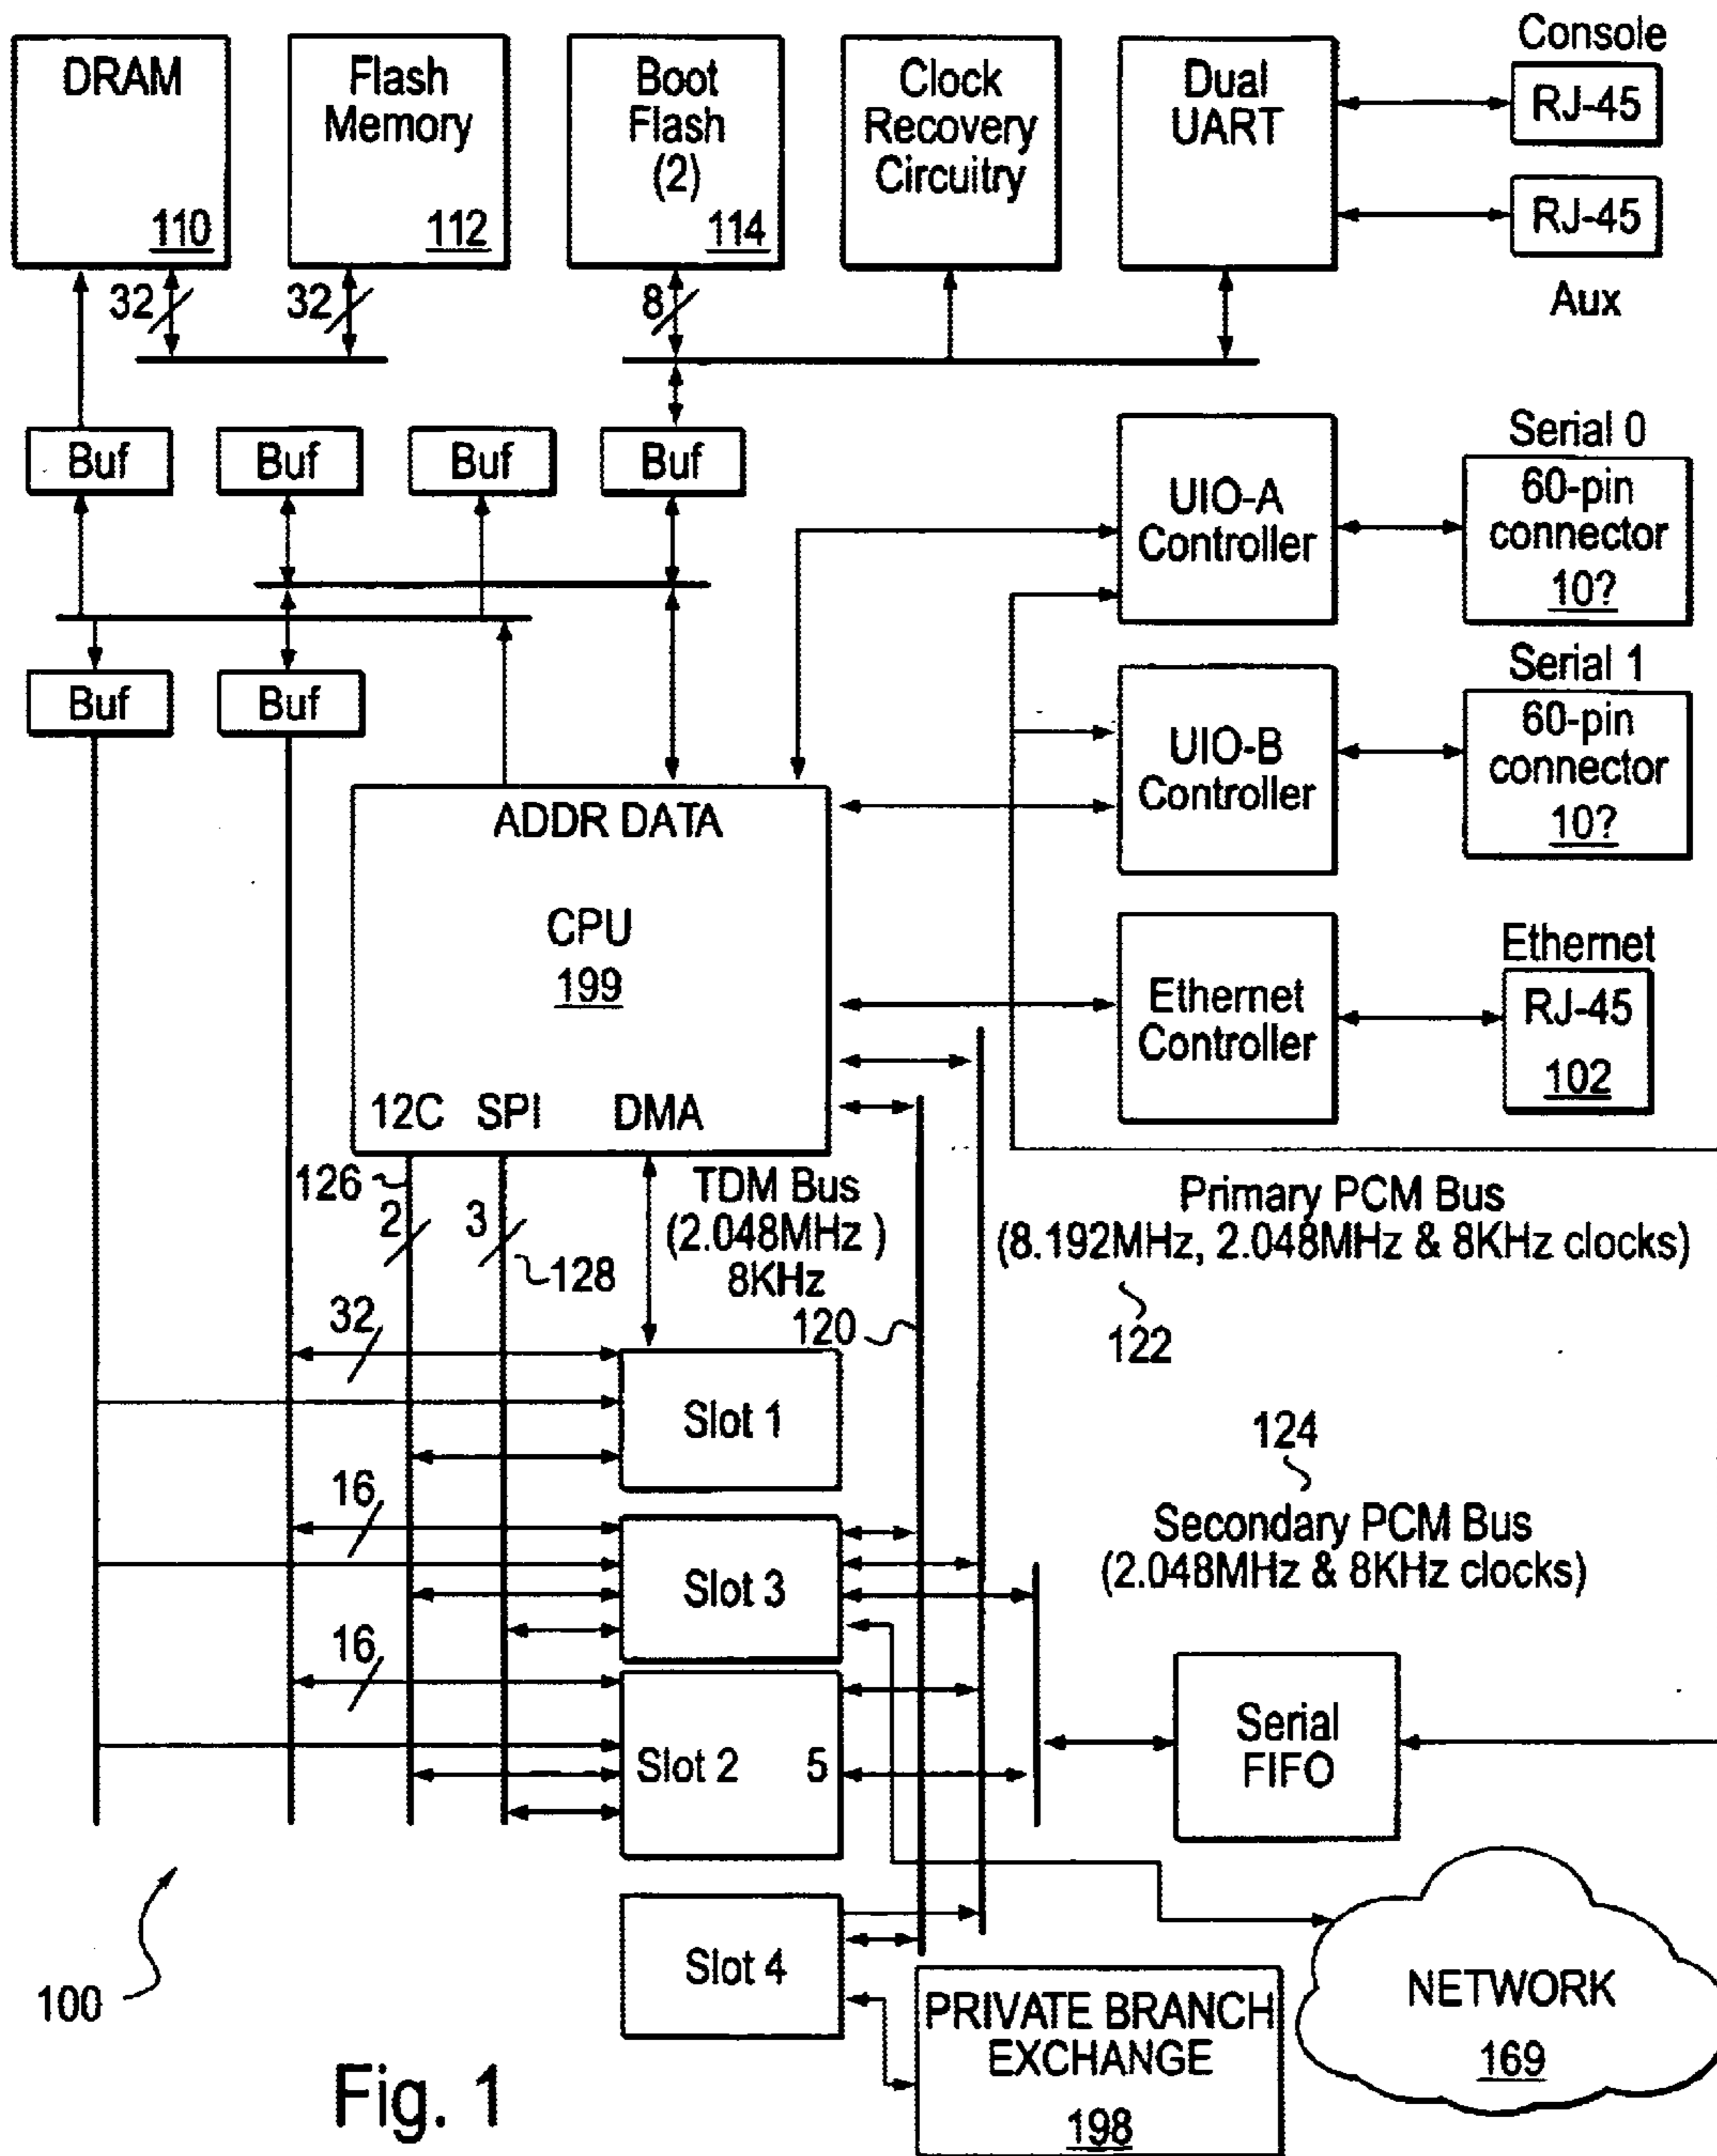 DRAM
110
Flash
Memory
112
Boot
Flash
(2)
114
Clock
Recovery
Circuitry
Dual
UART
Console
RJ-45
RJ-45
Aux
32
32
8
Buf
Buf
Buf
Buf
Buf
Buf
UIO-A
Controller
Serial 0
60-pin
connector
10?
UIO-B
Controller
Serial 1
60-pin
connector
10?
ADDR DATA
CPU
199
12C SPI DMA
Ethernet
Controller
Ethernet
RJ-45
102
126
2
3
128
TDM Bus
(2.048MHz )
8KHz
120
Primary PCM Bus
(8.192MHz, 2.048MHz & 8KHz clocks)
122
32
Slot 1
124
Secondary PCM Bus
(2.048MHz & 8KHz clocks)
16
Slot 3
16
Slot 2 5
Serial
FIFO
Slot 4
100
PRIVATE BRANCH
EXCHANGE
198
NETWORK
169
Fig. 1